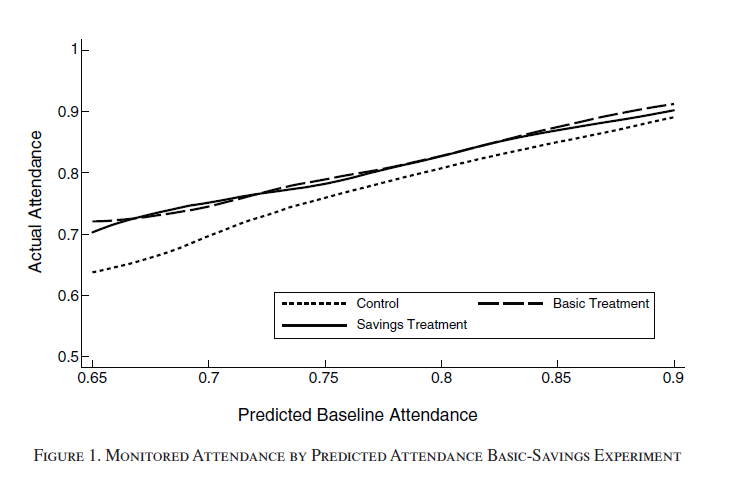 1
0.9
0.8
0.7
0.6
0.5
Actual Attendance
Control
Basic Treatment
Savings Treatment
0.65 0.7 0.75 0.8 0.85 0.9
Predicted Baseline Attendance
Figure 1. Monitored Attendance by Predicted Attendance Basic-Savings Experiment